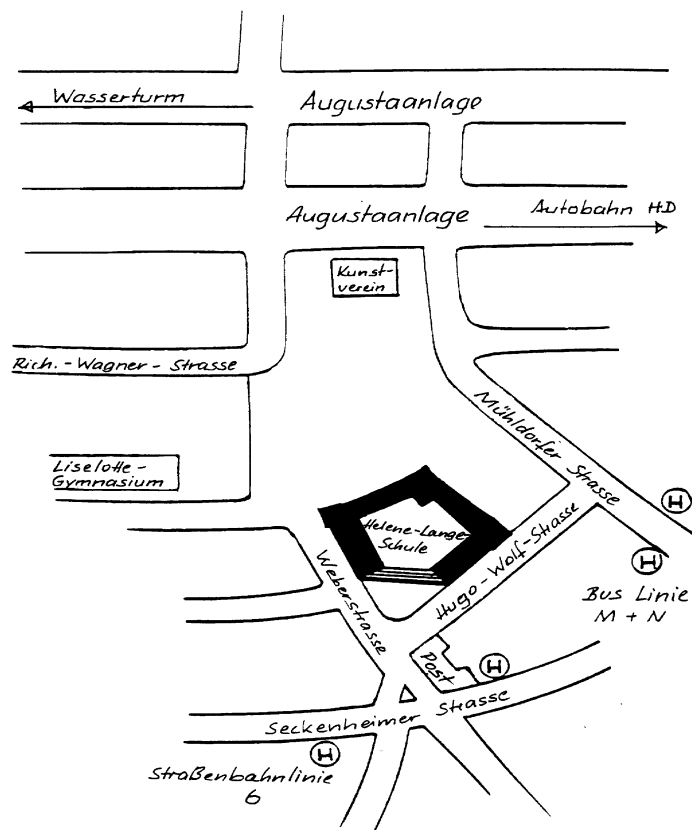 Wasserturm
Augustaanlage
Augustaanlage
Autobahn HD
Kunst-
verein
Rich.-Wagner-Strasse
Mühldorfer Strasse
Liselotte-
Gymnasium
H
Helene-Lange-
Schule
Hugo-Wolf-Strasse
H
Weberstrasse
Bus Linie
M + N
Post
H
Seckenheimer Strasse
H
Straßenbahnlinie
6